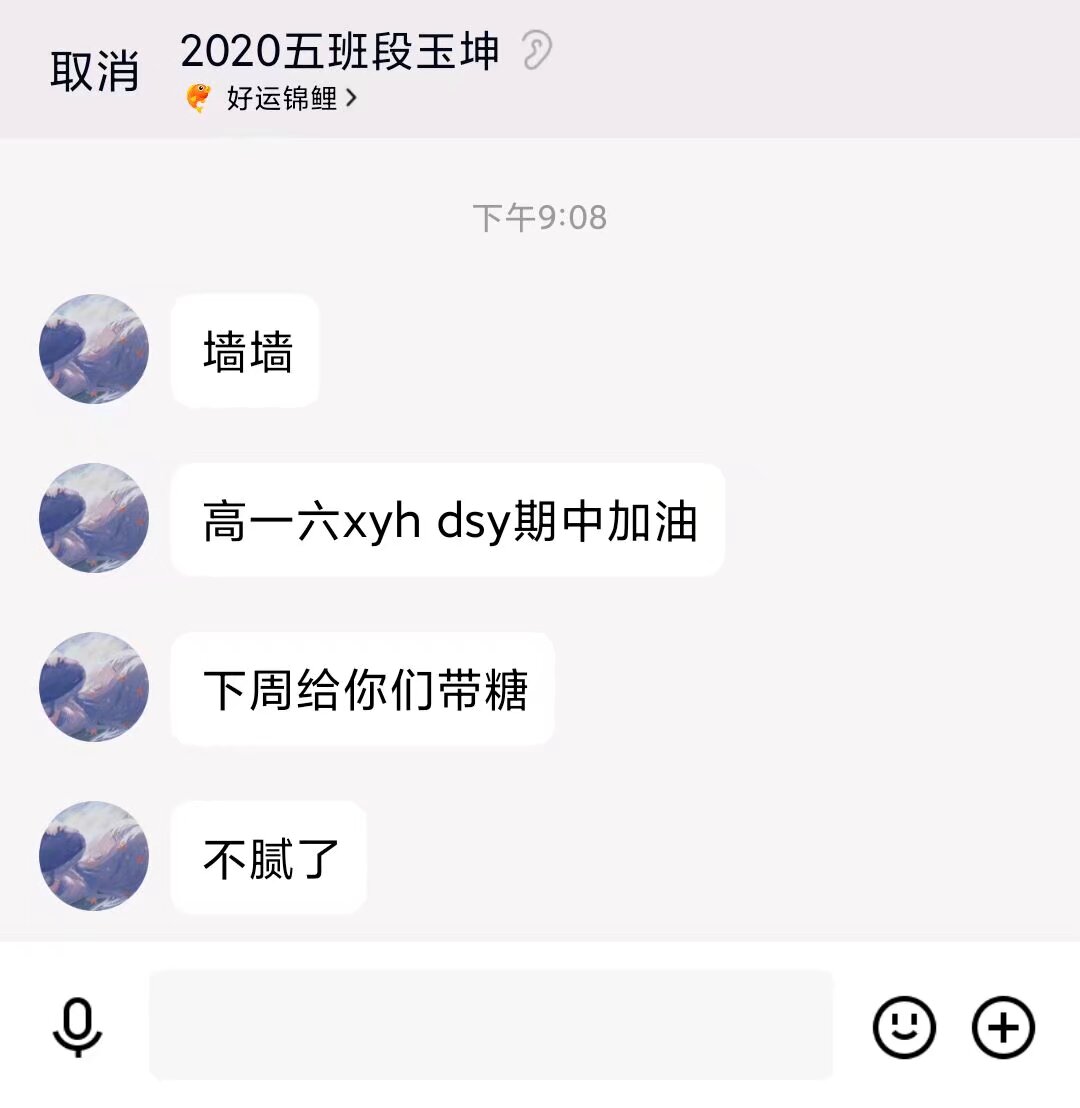 取消
2020五班段玉坤
好运锦鲤
下午9:08
墙墙
高一六xyh dsy期中加油
下周给你们带糖
不腻了